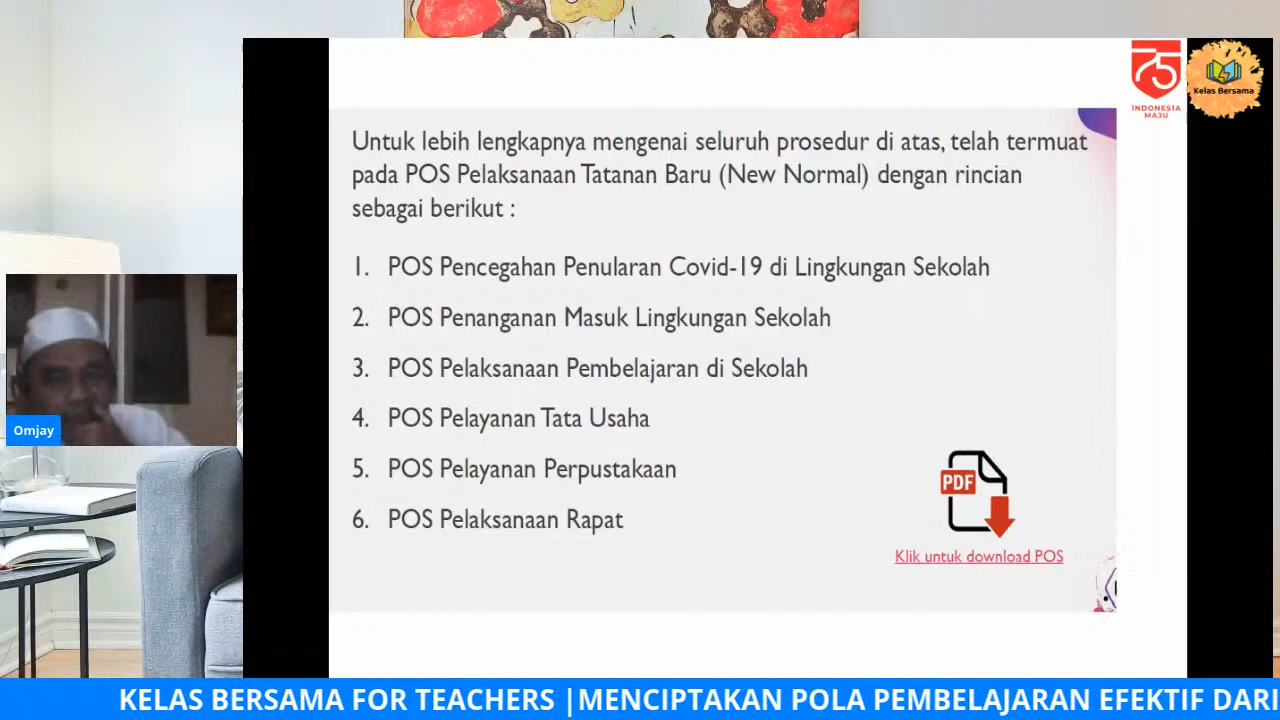 75
INDONESIA
MAJU
Kelas Bersama
Untuk lebih lengkapnya mengenai seluruh prosedur di atas, telah termuat
pada POS Pelaksanaan Tatanan Baru (New Normal) dengan rincian
sebagai berikut :
1. POS Pencegahan Penularan Covid-19 di Lingkungan Sekolah
2. POS Penanganan Masuk Lingkungan Sekolah
3. POS Pelaksanaan Pembelajaran di Sekolah
4. POS Pelayanan Tata Usaha
5. POS Pelayanan Perpustakaan
6. POS Pelaksanaan Rapat
PDF
Klik untuk download POS
Omjay
KELAS BERSAMA FOR TEACHERS |MENCIPTAKAN POLA PEMBELAJARAN EFEKTIF DARI